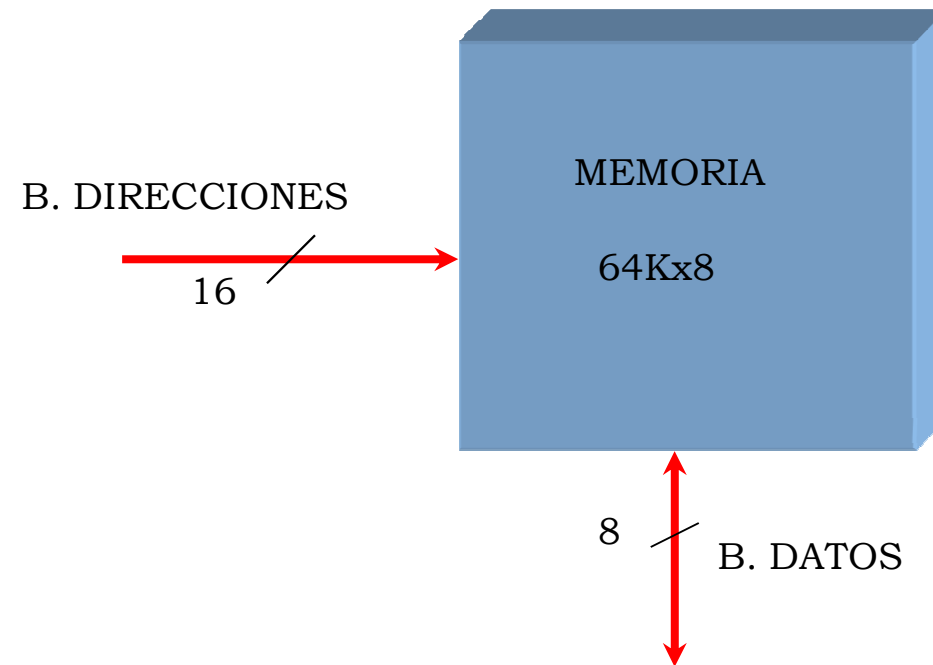 MEMORIA
B. DIRECCIONES
64Kx8
16
8
B. DATOS